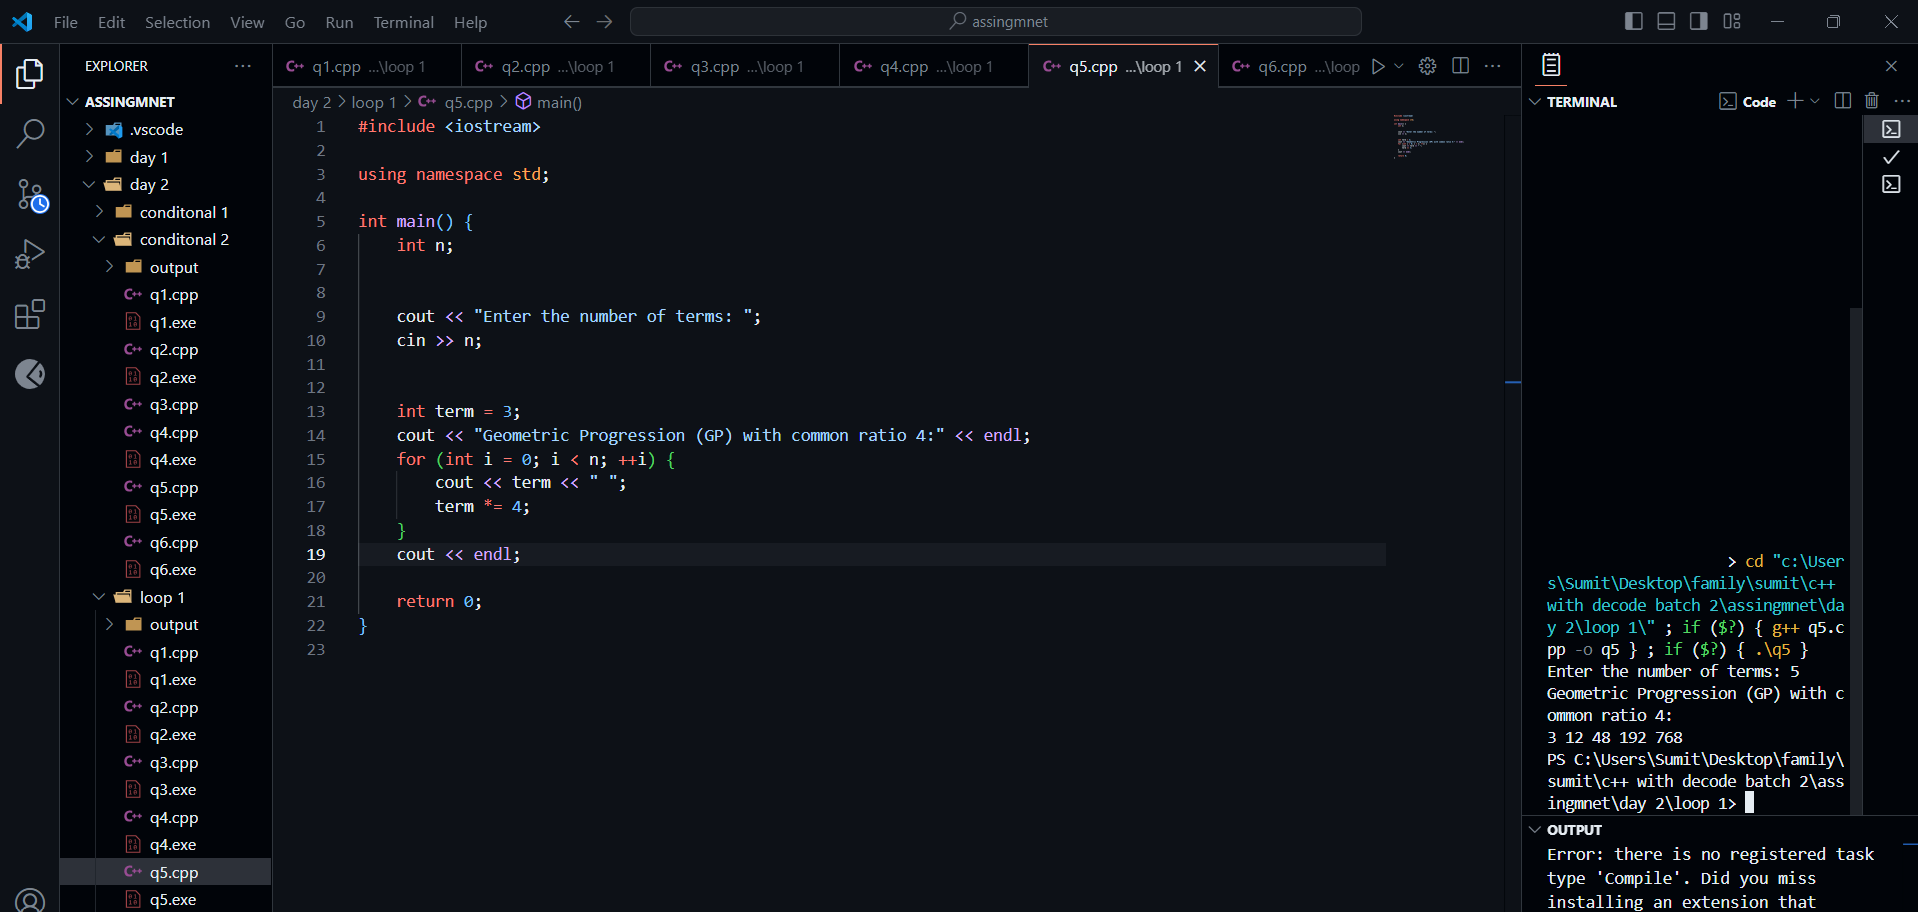 File Edit Selection View Go Run Terminal Help
assingmnet
EXPLORER
ASSINGMNET
.vscode
day 1
day 2
conditonal 1
conditonal 2
output
q1.cpp
q1.exe
q2.cpp
q2.exe
q3.cpp
q4.cpp
q4.exe
q5.cpp
q5.exe
q6.cpp
q6.exe
loop 1
output
q1.cpp
q1.exe
q2.cpp
q2.exe
q3.cpp
q3.exe
q4.cpp
q4.exe
q5.cpp
q5.exe
q1.cpp ...\loop 1 q2.cpp ...\loop 1 q3.cpp ...\loop 1 q4.cpp ...\loop 1 q5.cpp ...\loop 1 q6.cpp ...\loop
day 2 > loop 1 > q5.cpp > main()
1 #include <iostream>
2
3 using namespace std;
4
5 int main() {
6 int n;
7
8
9 cout << "Enter the number of terms: ";
10 cin >> n;
11
12
13 int term = 3;
14 cout << "Geometric Progression (GP) with common ratio 4:" << endl;
15 for (int i = 0; i < n; ++i) {
16 cout << term << " ";
17 term *= 4;
18 }
19 cout << endl;
20
21 return 0;
22 }
23
TERMINAL
Code
> cd "c:\User
s\Sumit\Desktop\family\sumit\c++
with decode batch 2\assingmnet\da
y 2\loop 1\" ; if ($?) { g++ q5.c
pp -o q5 } ; if ($?) { .\q5 }
Enter the number of terms: 5
Geometric Progression (GP) with c
ommon ratio 4:
3 12 48 192 768
PS C:\Users\Sumit\Desktop\family\
sumit\c++ with decode batch 2\ass
ingmnet\day 2\loop 1>
OUTPUT
Error: there is no registered task
type 'Compile'. Did you miss
installing an extension that